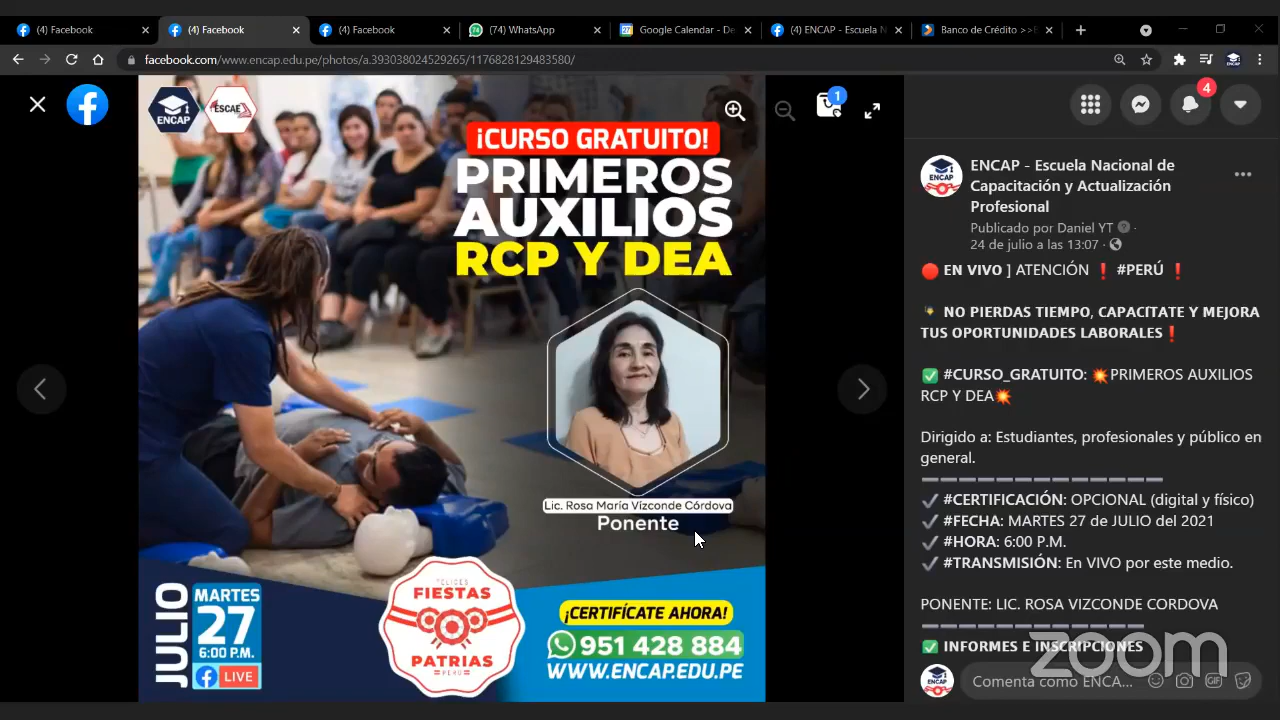 (4) Facebook
(4) Facebook
(4) Facebook
(74) WhatsApp
Google Calendar - De
(4) ENCAP - Escuela N
Banco de Crédito >>
facebook.com/www.encap.edu.pe/photos/a.393038024529265/1176828129483580/
ENCAP
ESCAE
¡CURSO GRATUITO!
PRIMEROS
AUXILIOS
RCP Y DEA
Lic. Rosa María Vizconde Córdova
Ponente
JULIO
MARTES
27
6:00 P.M.
LIVE
FELICES
FIESTAS
PATRIAS
PERÚ
¡CERTIFÍCATE AHORA!
951 428 884
WWW.ENCAP.EDU.PE
1
4
ENCAP - Escuela Nacional de
Capacitación y Actualización
Profesional
Publicado por Daniel YT
24 de julio a las 13:07 ·
🔴 EN VIVO ] ATENCIÓN ❗ #PERÚ ❗
NO PIERDAS TIEMPO, CAPACÍTATE Y MEJORA
TUS OPORTUNIDADES LABORALES❗
✅ #CURSO_GRATUITO: 💥PRIMEROS AUXILIOS
RCP Y DEA💥
Dirigido a: Estudiantes, profesionales y público en
general.
✔ #CERTIFICACIÓN: OPCIONAL (digital y físico)
✔ #FECHA: MARTES 27 de JULIO del 2021
✔ #HORA: 6:00 P.M.
✔ #TRANSMISIÓN: En VIVO por este medio.
PONENTE: LIC. ROSA VIZCONDE CORDOVA
✅ INFORMES E INSCRIPCIONES
zoom
Comenta como ENCA...
GIF